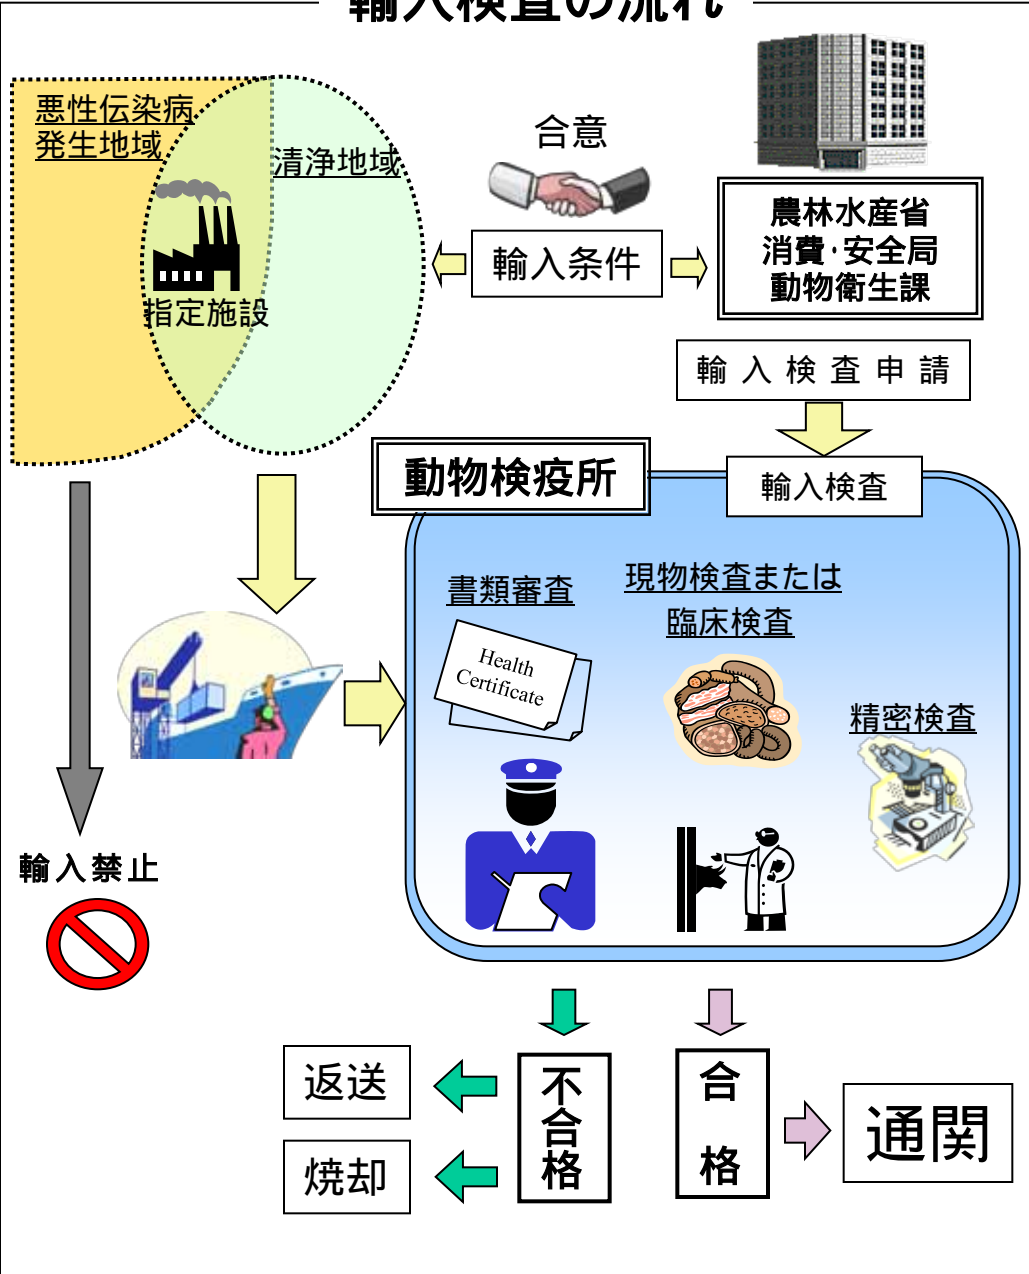 輸入検査の流れ
悪性伝染病
発生地域
清浄地域
指定施設
合意
輸入条件
農林水産省
消費・安全局
動物衛生課
輸入検査申請
動物検疫所
輸入検査
書類審査
現物検査または
臨床検査
Health
Certificate
精密検査
輸入禁止
不合格
合格
返送
焼却
通関